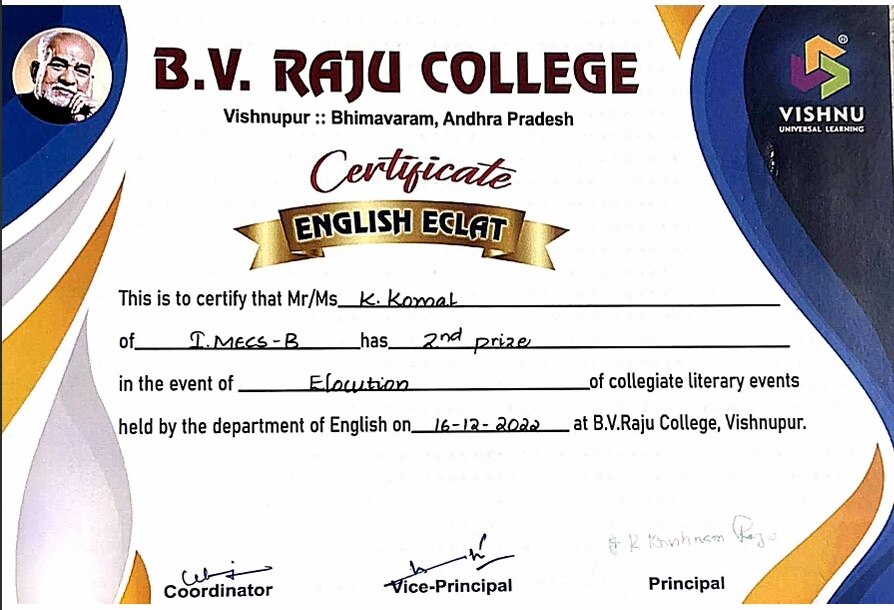 B.V. RAJU COLLEGE
Vishnupur :: Bhimavaram, Andhra Pradesh
®
VISHNU
UNIVERSAL LEARNING
Certificate
ENGLISH ECLAT
This is to certify that Mr/Ms K. Komal
of I. MECS-B has 2nd prize
in the event of Elocution of collegiate literary events
held by the department of English on 16-12-2022 at B.V.Raju College, Vishnupur.
Coordinator
Vice-Principal
Principal